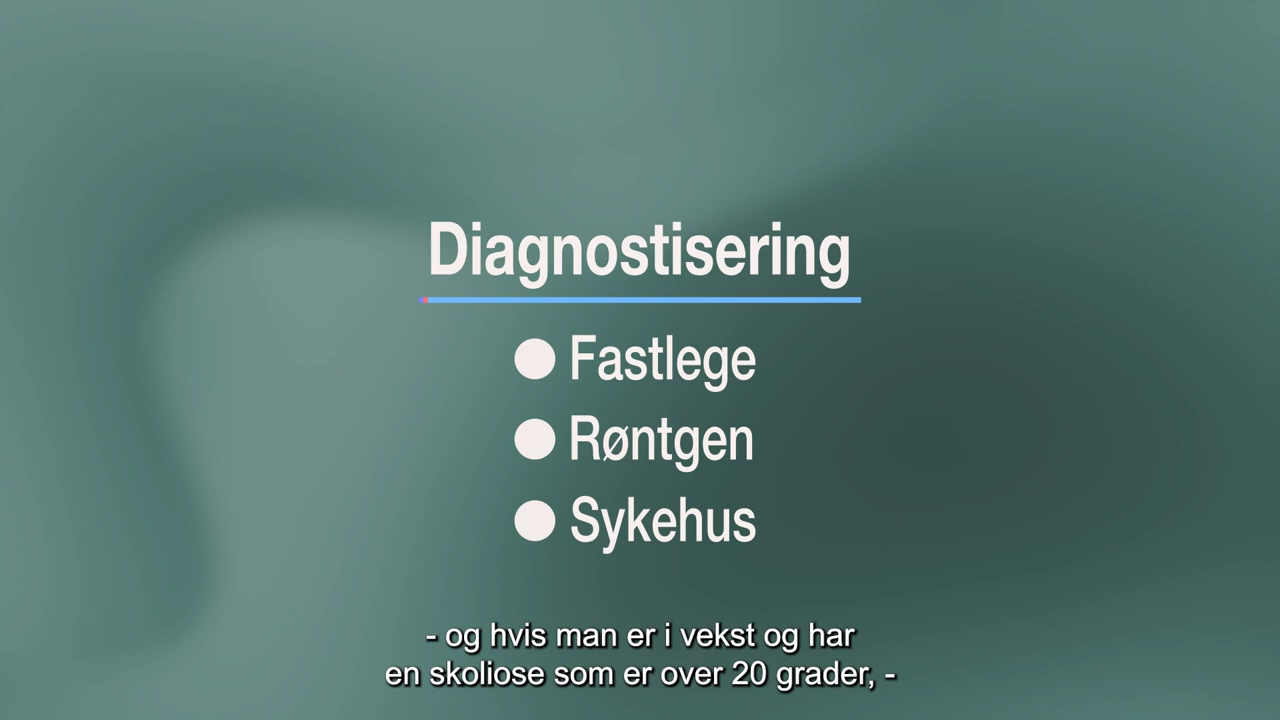 Diagnostisering
● Fastlege
● Røntgen
● Sykehus
- og hvis man er i vekst og har
en skoliose som er over 20 grader, -